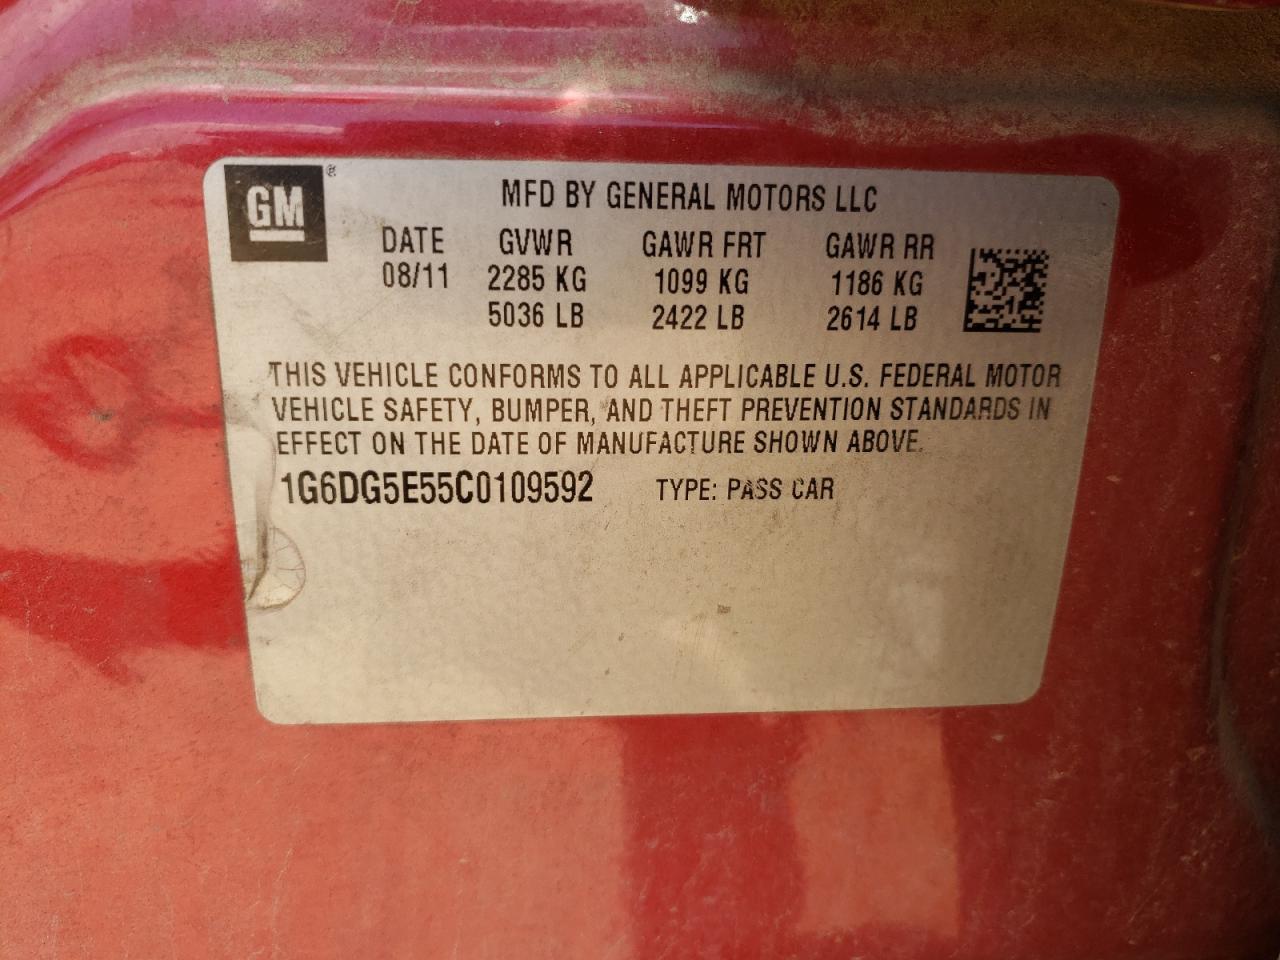 GM ®
MFD BY GENERAL MOTORS LLC
DATE GVWR GAWR FRT GAWR RR
08/11 2285 KG 1099 KG 1186 KG
5036 LB 2422 LB 2614 LB
THIS VEHICLE CONFORMS TO ALL APPLICABLE U.S. FEDERAL MOTOR
VEHICLE SAFETY, BUMPER, AND THEFT PREVENTION STANDARDS IN
EFFECT ON THE DATE OF MANUFACTURE SHOWN ABOVE.
1G6DG5E55C0109592 TYPE: PASS CAR